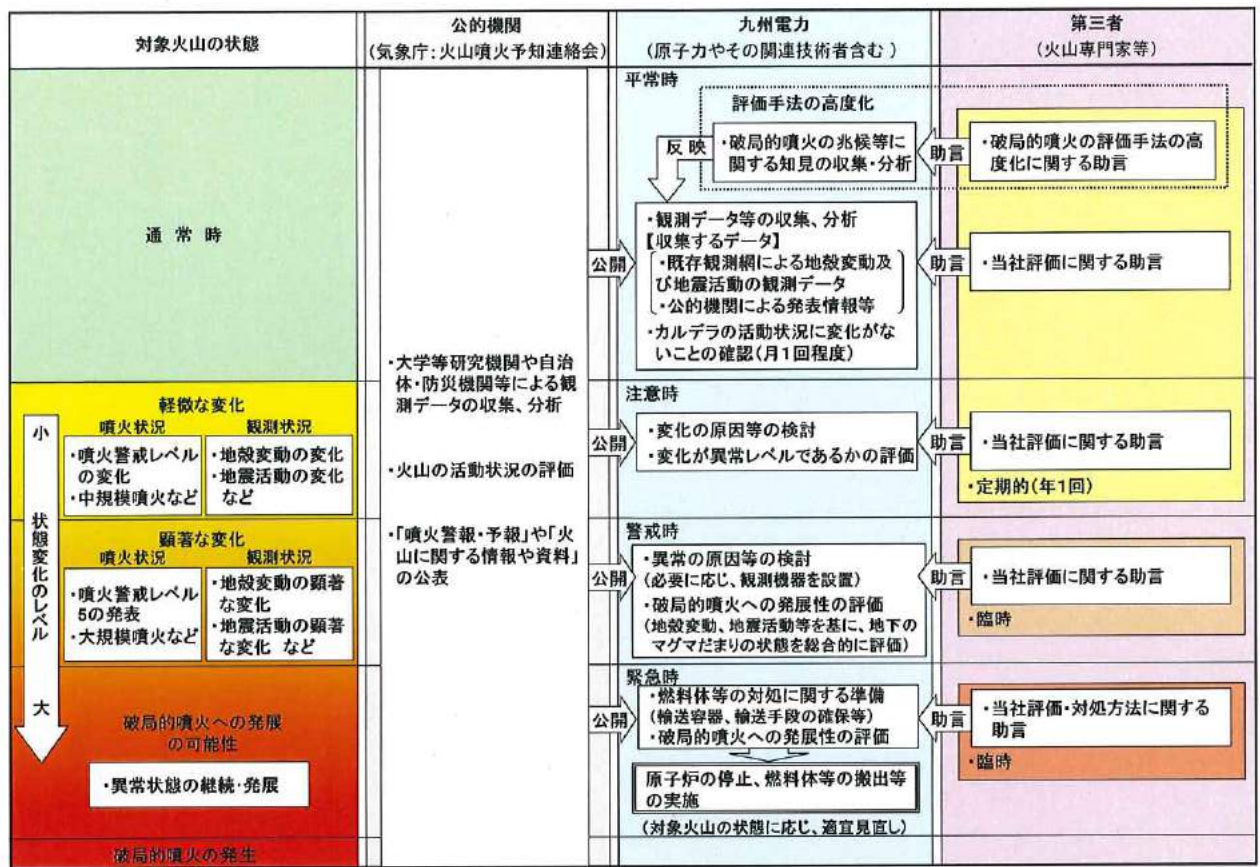 対象火山の状態
公的機関
(気象庁:火山噴火予知連絡会)
九州電力
(原子力やその関連技術者含む)
第三者
(火山専門家等)
通常時
小
状態変化のレベル
大
軽微な変化
噴火状況
・噴火警戒レベル
の変化
・中規模噴火など
観測状況
・地殻変動の変化
・地震活動の変化
など
顕著な変化
噴火状況
・噴火警戒レベル
5の発表
・大規模噴火など
観測状況
・地殻変動の顕著
な変化
・地震活動の顕著
な変化 など
破局的噴火への発展
の可能性
・異常状態の継続・発展
破局的噴火の発生
・大学等研究機関や自治
体・防災機関等による観
測データの収集、分析
・火山の活動状況の評価
・「噴火警報・予報」や「火
山に関する情報や資料」
の公表
平常時
評価手法の高度化
反映
・破局的噴火の兆候等に
関する知見の収集・分析
助言
・破局的噴火の評価手法の高
度化に関する助言
公開
・観測データ等の収集、分析
【収集するデータ】
・既存観測網による地殻変動及
び地震活動の観測データ
・公的機関による発表情報等
・カルデラの活動状況に変化がな
いことの確認(月1回程度)
助言
・当社評価に関する助言
注意時
公開
・変化の原因等の検討
・変化が異常レベルであるかの評価
助言
・当社評価に関する助言
・定期的(年1回)
警戒時
公開
・異常の原因等の検討
(必要に応じ、観測機器を設置)
・破局的噴火への発展性の評価
(地殻変動、地震活動等を基に、地下の
マグマだまりの状態を総合的に評価)
助言
・当社評価に関する助言
・臨時
緊急時
公開
・燃料体等の対処に関する準備
(輸送容器、輸送手段の確保等)
・破局的噴火への発展性の評価
助言
・当社評価・対処方法に関する
助言
・臨時
原子炉の停止、燃料体等の搬出等
の実施
(対象火山の状態に応じ、適宜見直し)